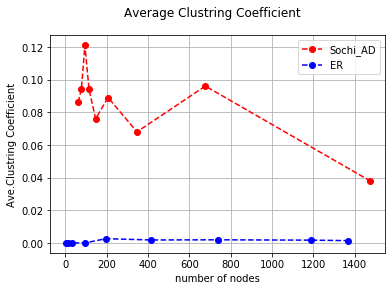 Average Clustring Coefficient
Sochi_AD
ER
Ave.Clustring Coefficient
0.12
0.10
0.08
0.06
0.04
0.02
0.00
0 200 400 600 800 1000 1200 1400
number of nodes